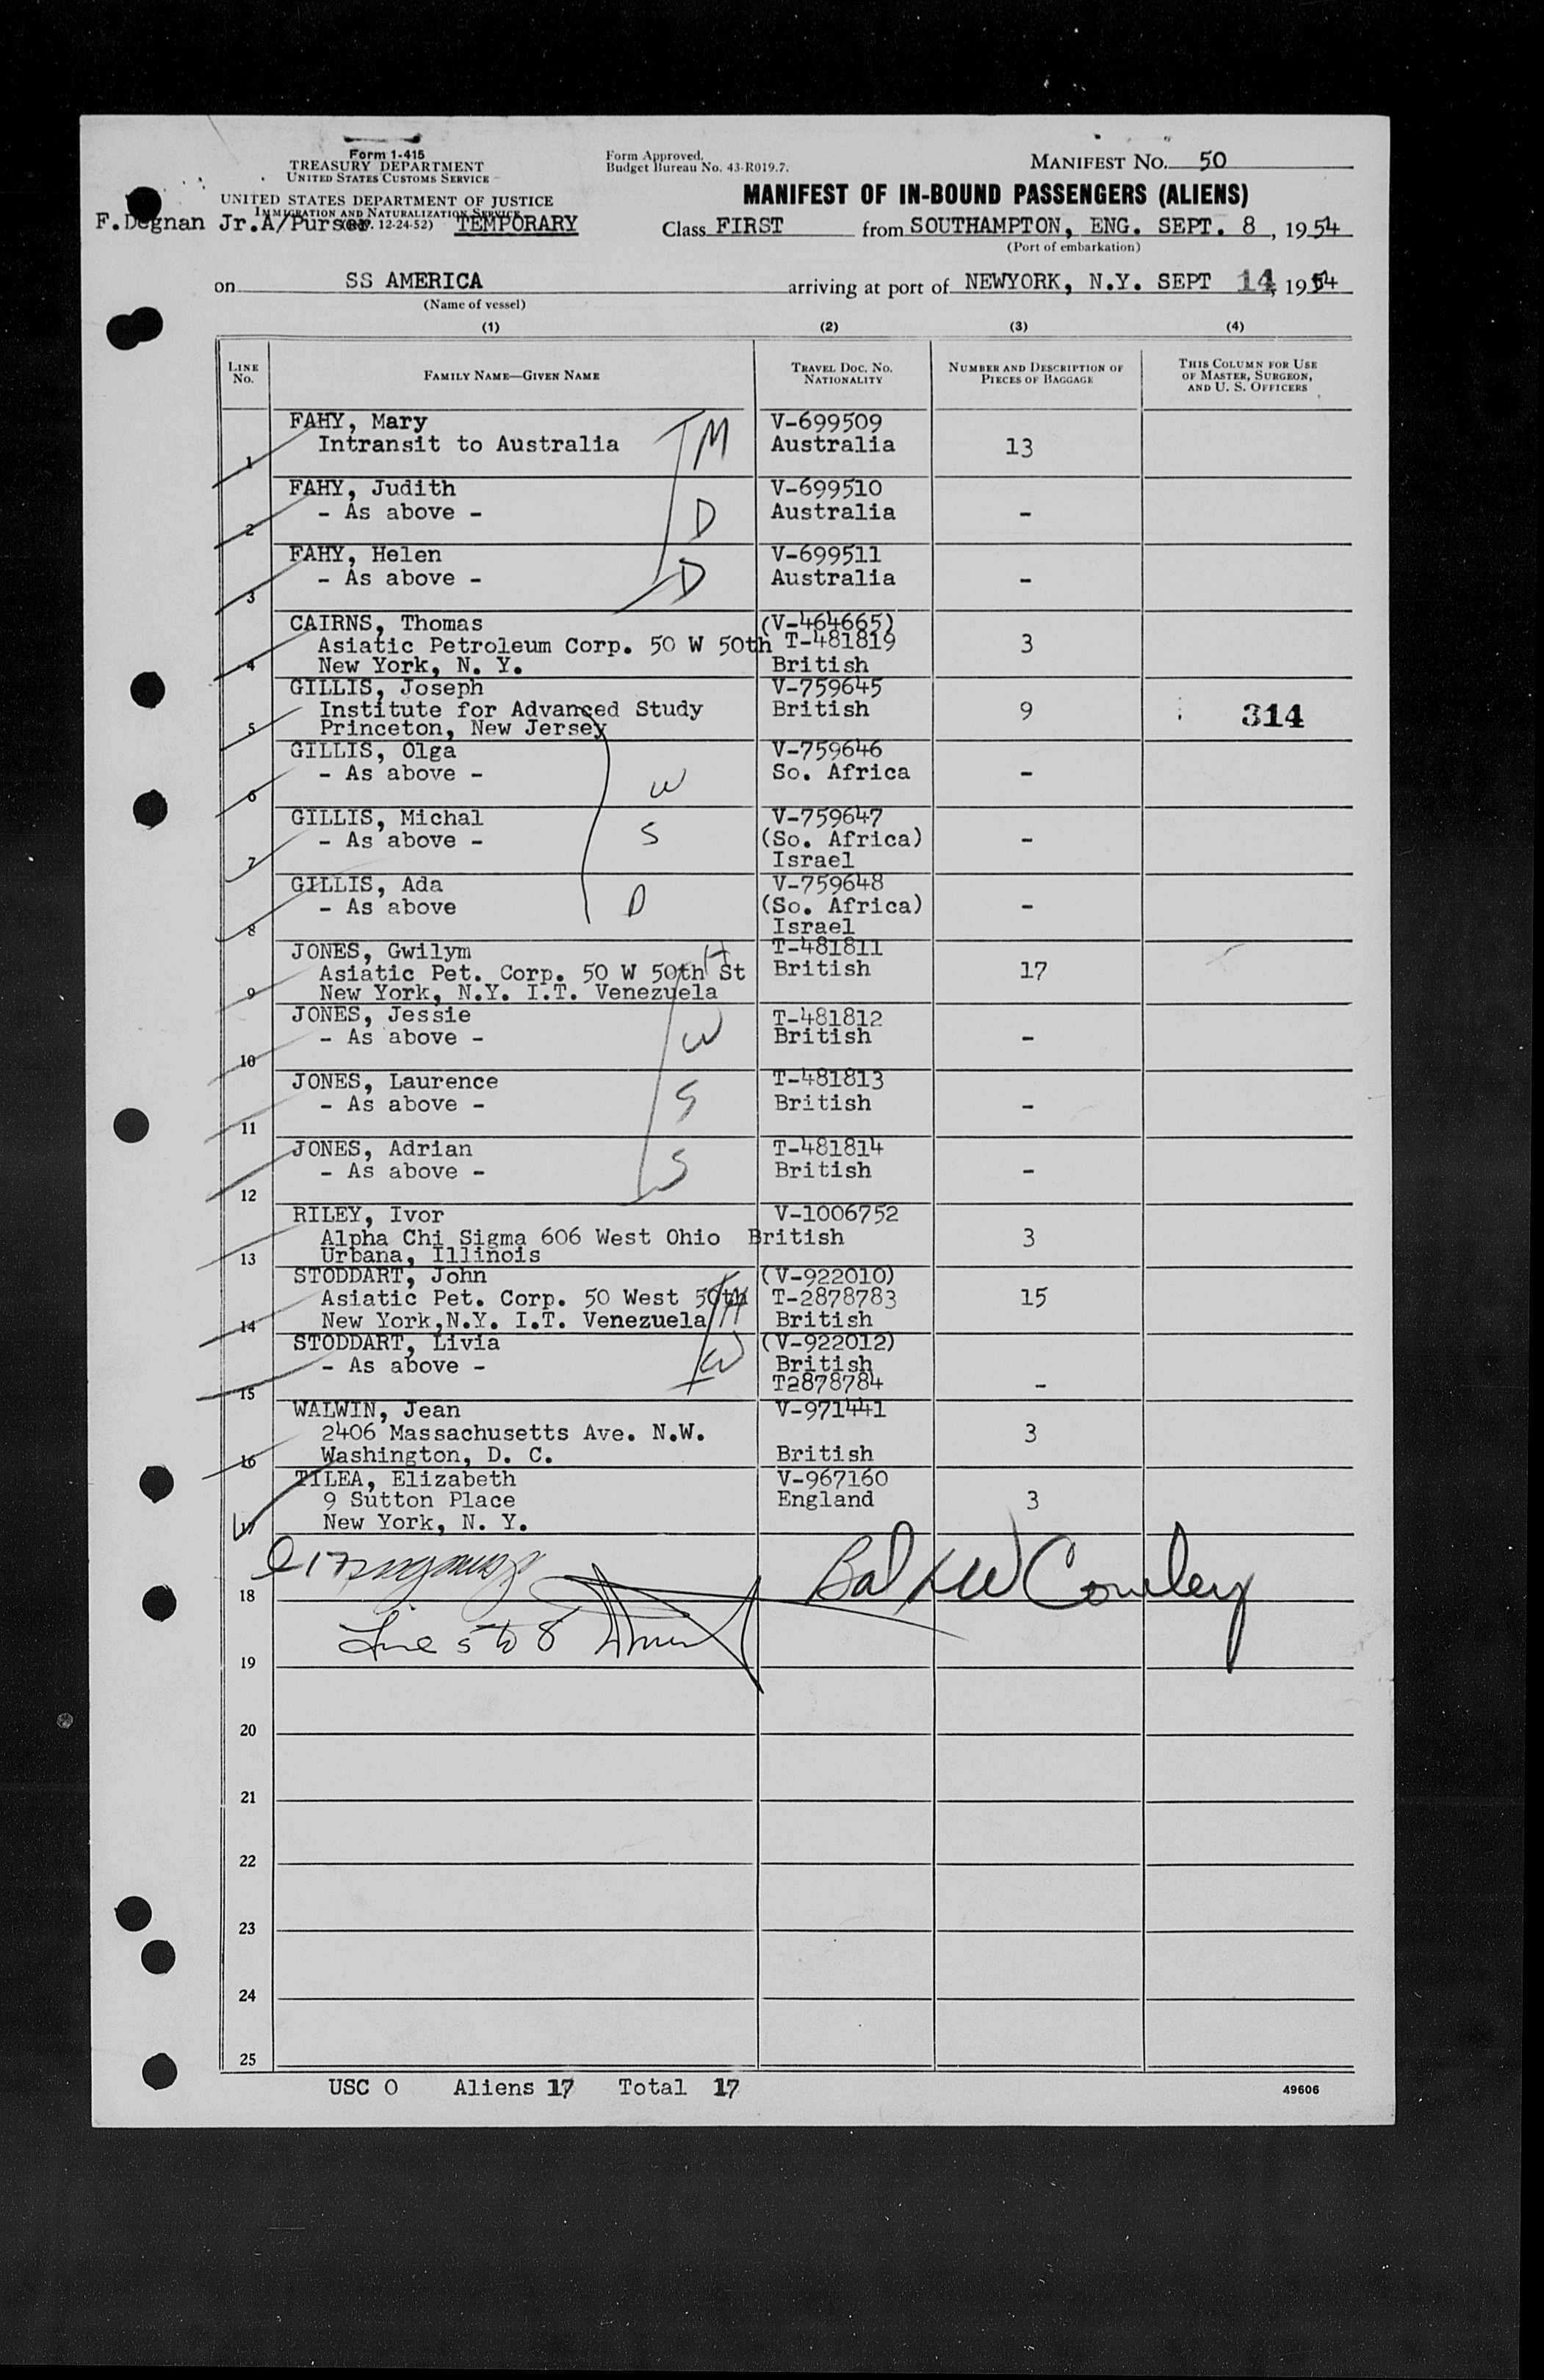 Form 1-415
TREASURY DEPARTMENT
UNITED STATES CUSTOMS SERVICE
UNITED STATES DEPARTMENT OF JUSTICE
IMMIGRATION AND NATURALIZATION SERVICE
12-24-52)
F. Degnan Jr. A/Purser TEMPORARY
Form Approved.
Budget Bureau No. 43-R019.7.
MANIFEST NO. 50
MANIFEST OF IN-BOUND PASSENGERS (ALIENS)
Class FIRST from SOUTHAMPTON, ENG. SEPT. 8, 1954
(Port of embarkation)
on SS AMERICA arriving at port of NEWYORK, N.Y. SEPT 14, 1954
(Name of vessel)
(1) (2) (3) (4)
LINE NO. FAMILY NAME—GIVEN NAME TRAVEL DOC. NO. NATIONALITY NUMBER AND DESCRIPTION OF PIECES OF BAGGAGE THIS COLUMN FOR USE OF MASTER, SURGEON, AND U. S. OFFICERS
FAHY, Mary V-699509
1 Intransit to Australia M Australia 13
FAHY, Judith V-699510
2 - As above - D Australia -
FAHY, Helen V-699511
3 - As above - D Australia -
CAIRNS, Thomas (V-464665)
4 Asiatic Petroleum Corp. 50 W 50th T-481819 3
New York, N. Y. British
GILLIS, Joseph V-759645
5 Institute for Advanced Study British 9 314
Princeton, New Jersey
GILLIS, Olga V-759646
6 - As above - W So. Africa -
GILLIS, Michal V-759647
7 - As above - S (So. Africa) -
Israel
GILLIS, Ada V-759648
8 - As above D (So. Africa) -
Israel
JONES, Gwilym H T-481811
9 Asiatic Pet. Corp. 50 W 50th St British 17
New York, N.Y. I.T. Venezuela
JONES, Jessie T-481812
10 - As above - W British -
JONES, Laurence T-481813
11 - As above - S British -
JONES, Adrian T-481814
12 - As above - S British -
RILEY, Ivor V-1006752
13 Alpha Chi Sigma 606 West Ohio British 3
Urbana, Illinois
STODDART, John (V-922010)
14 Asiatic Pet. Corp. 50 West 50th T-2878783 15
New York,N.Y. I.T. Venezuela H British
STODDART, Livia (V-922012)
15 - As above - W British
T2878784 -
WALWIN, Jean V-971441
16 2406 Massachusetts Ave. N.W. 3
Washington, D. C. British
TILEA, Elizabeth V-967160
17 9 Sutton Place England 3
New York, N. Y.
18 Cowley
19 Line 5 to 8
20
21
22
23
24
25
USC 0 Aliens 17 Total 17
49606